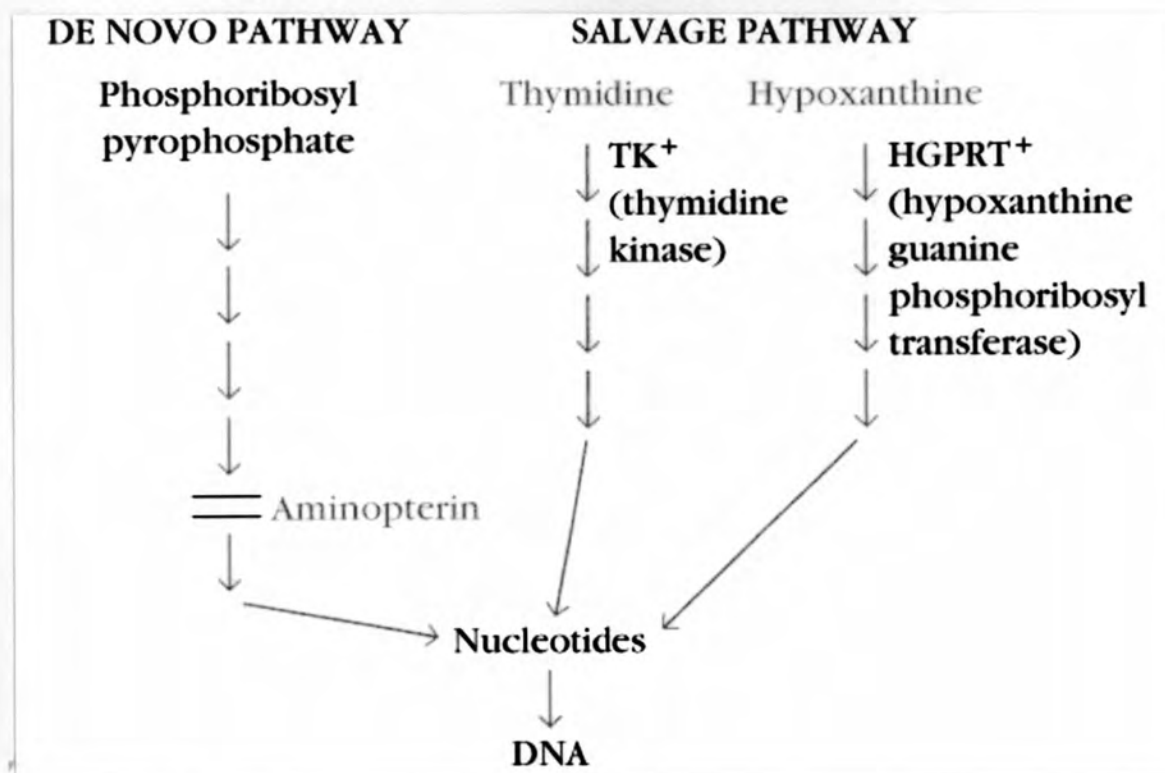 DE NOVO PATHWAY
SALVAGE PATHWAY
Phosphoribosyl
pyrophosphate
Thymidine
Hypoxanthine
TK+
(thymidine
kinase)
HGPRT+
(hypoxanthine
guanine
phosphoribosyl
transferase)
Aminopterin
Nucleotides
DNA